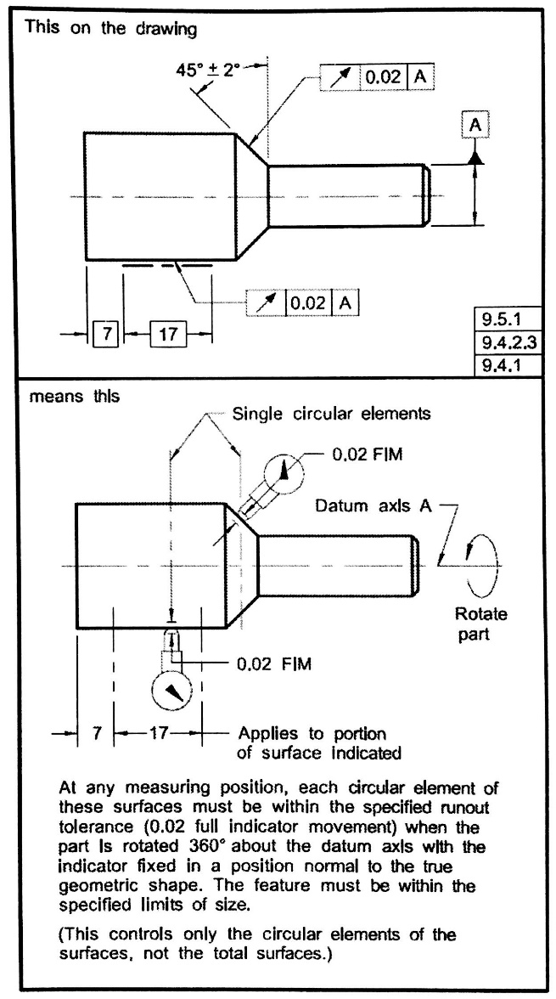 This on the drawing
45° ± 2°
0.02 A
A
0.02 A
7 17
9.5.1
9.4.2.3
9.4.1
means this
Single circular elements
0.02 FIM
Datum axis A
Rotate
part
0.02 FIM
7 17 Applies to portion
of surface indicated
At any measuring position, each circular element of
these surfaces must be within the specified runout
tolerance (0.02 full indicator movement) when the
part is rotated 360° about the datum axis with the
indicator fixed in a position normal to the true
geometric shape. The feature must be within the
specified limits of size.
(This controls only the circular elements of the
surfaces, not the total surfaces.)